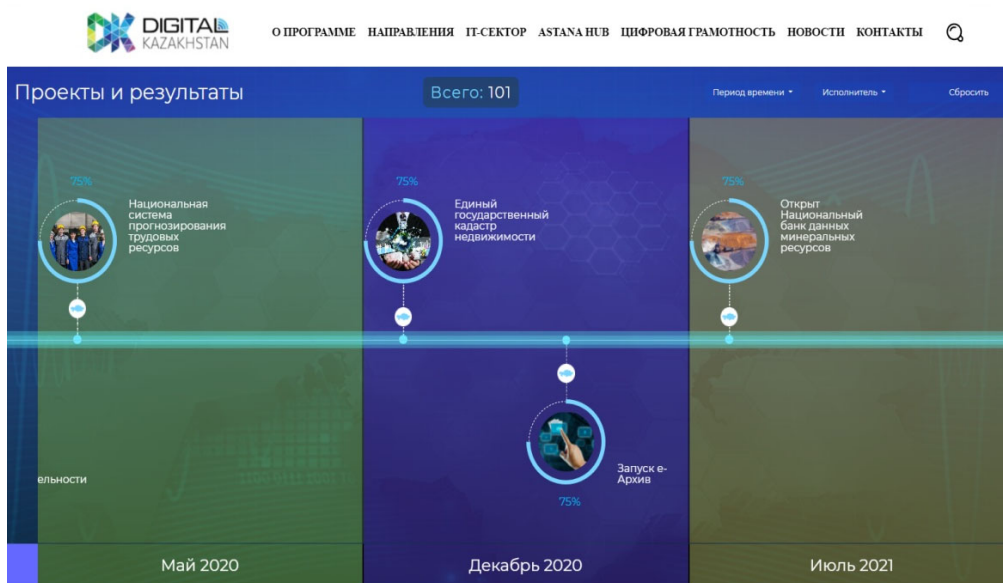 DIGITAL
KAZAKHSTAN
О ПРОГРАММЕ НАПРАВЛЕНИЯ IT-СЕКТОР ASTANA HUB ЦИФРОВАЯ ГРАМОТНОСТЬ НОВОСТИ КОНТАКТЫ
Проекты и результаты
Всего: 101
Период времени
Исполнитель
Сбросить
75%
Национальная
система
прогнозирования
трудовых
ресурсов
75%
Единый
государственный
кадастр
недвижимости
75%
Открыт
Национальный
банк данных
минеральных
ресурсов
ельности
Запуск е-
Архив
75%
Май 2020
Декабрь 2020
Июль 2021